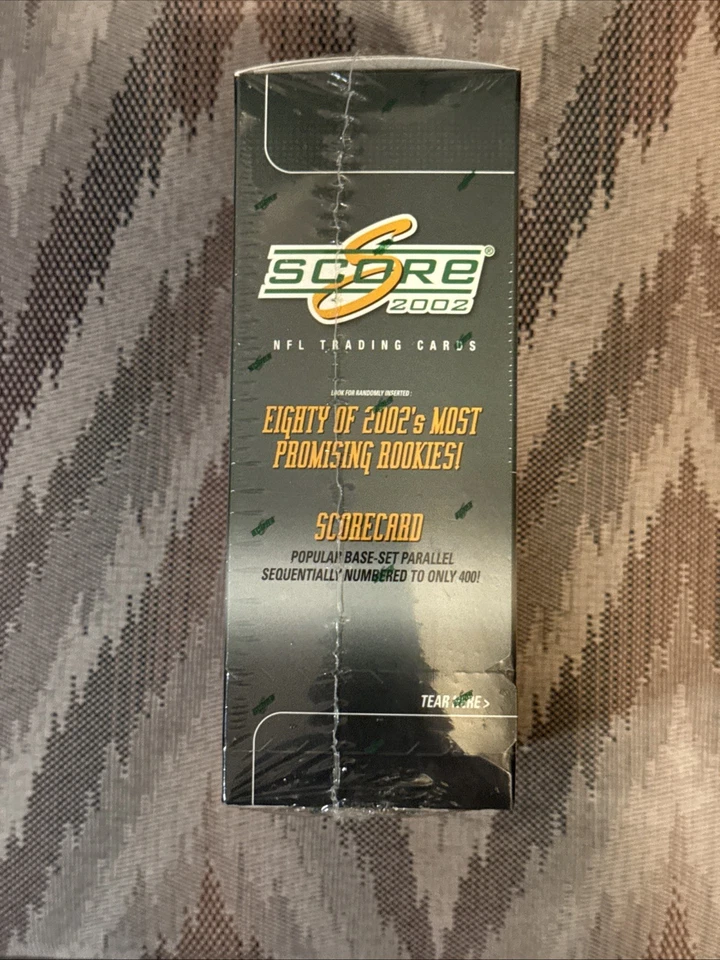 SCORE®
2002
NFL TRADING CARDS
LOOK FOR RANDOMLY INSERTED:
EIGHTY OF 2002's MOST
PROMISING ROOKIES!
SCORECARD
POPULAR BASE-SET PARALLEL
SEQUENTIALLY NUMBERED TO ONLY 400!
TEAR HERE >